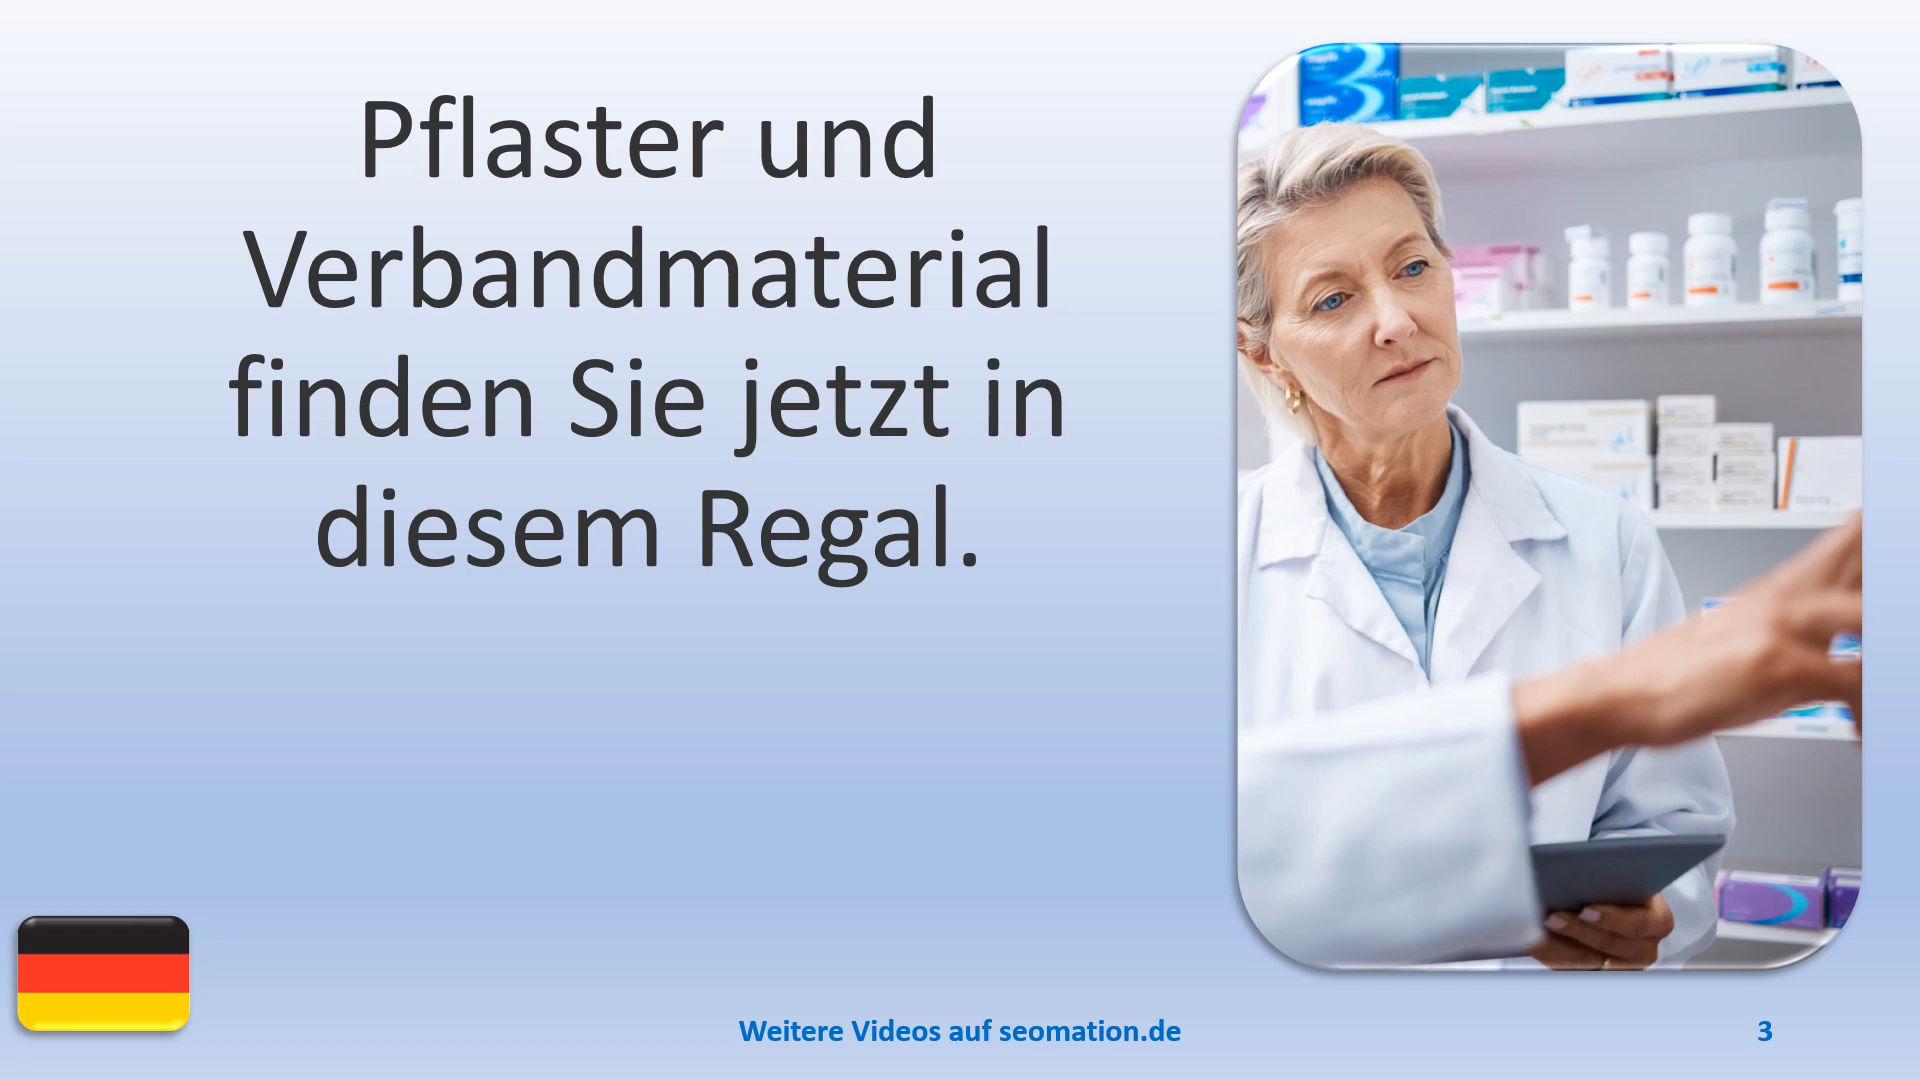 Pflaster und
Verbandmaterial
finden Sie jetzt in
diesem Regal.
Weitere Videos auf seomation.de
3